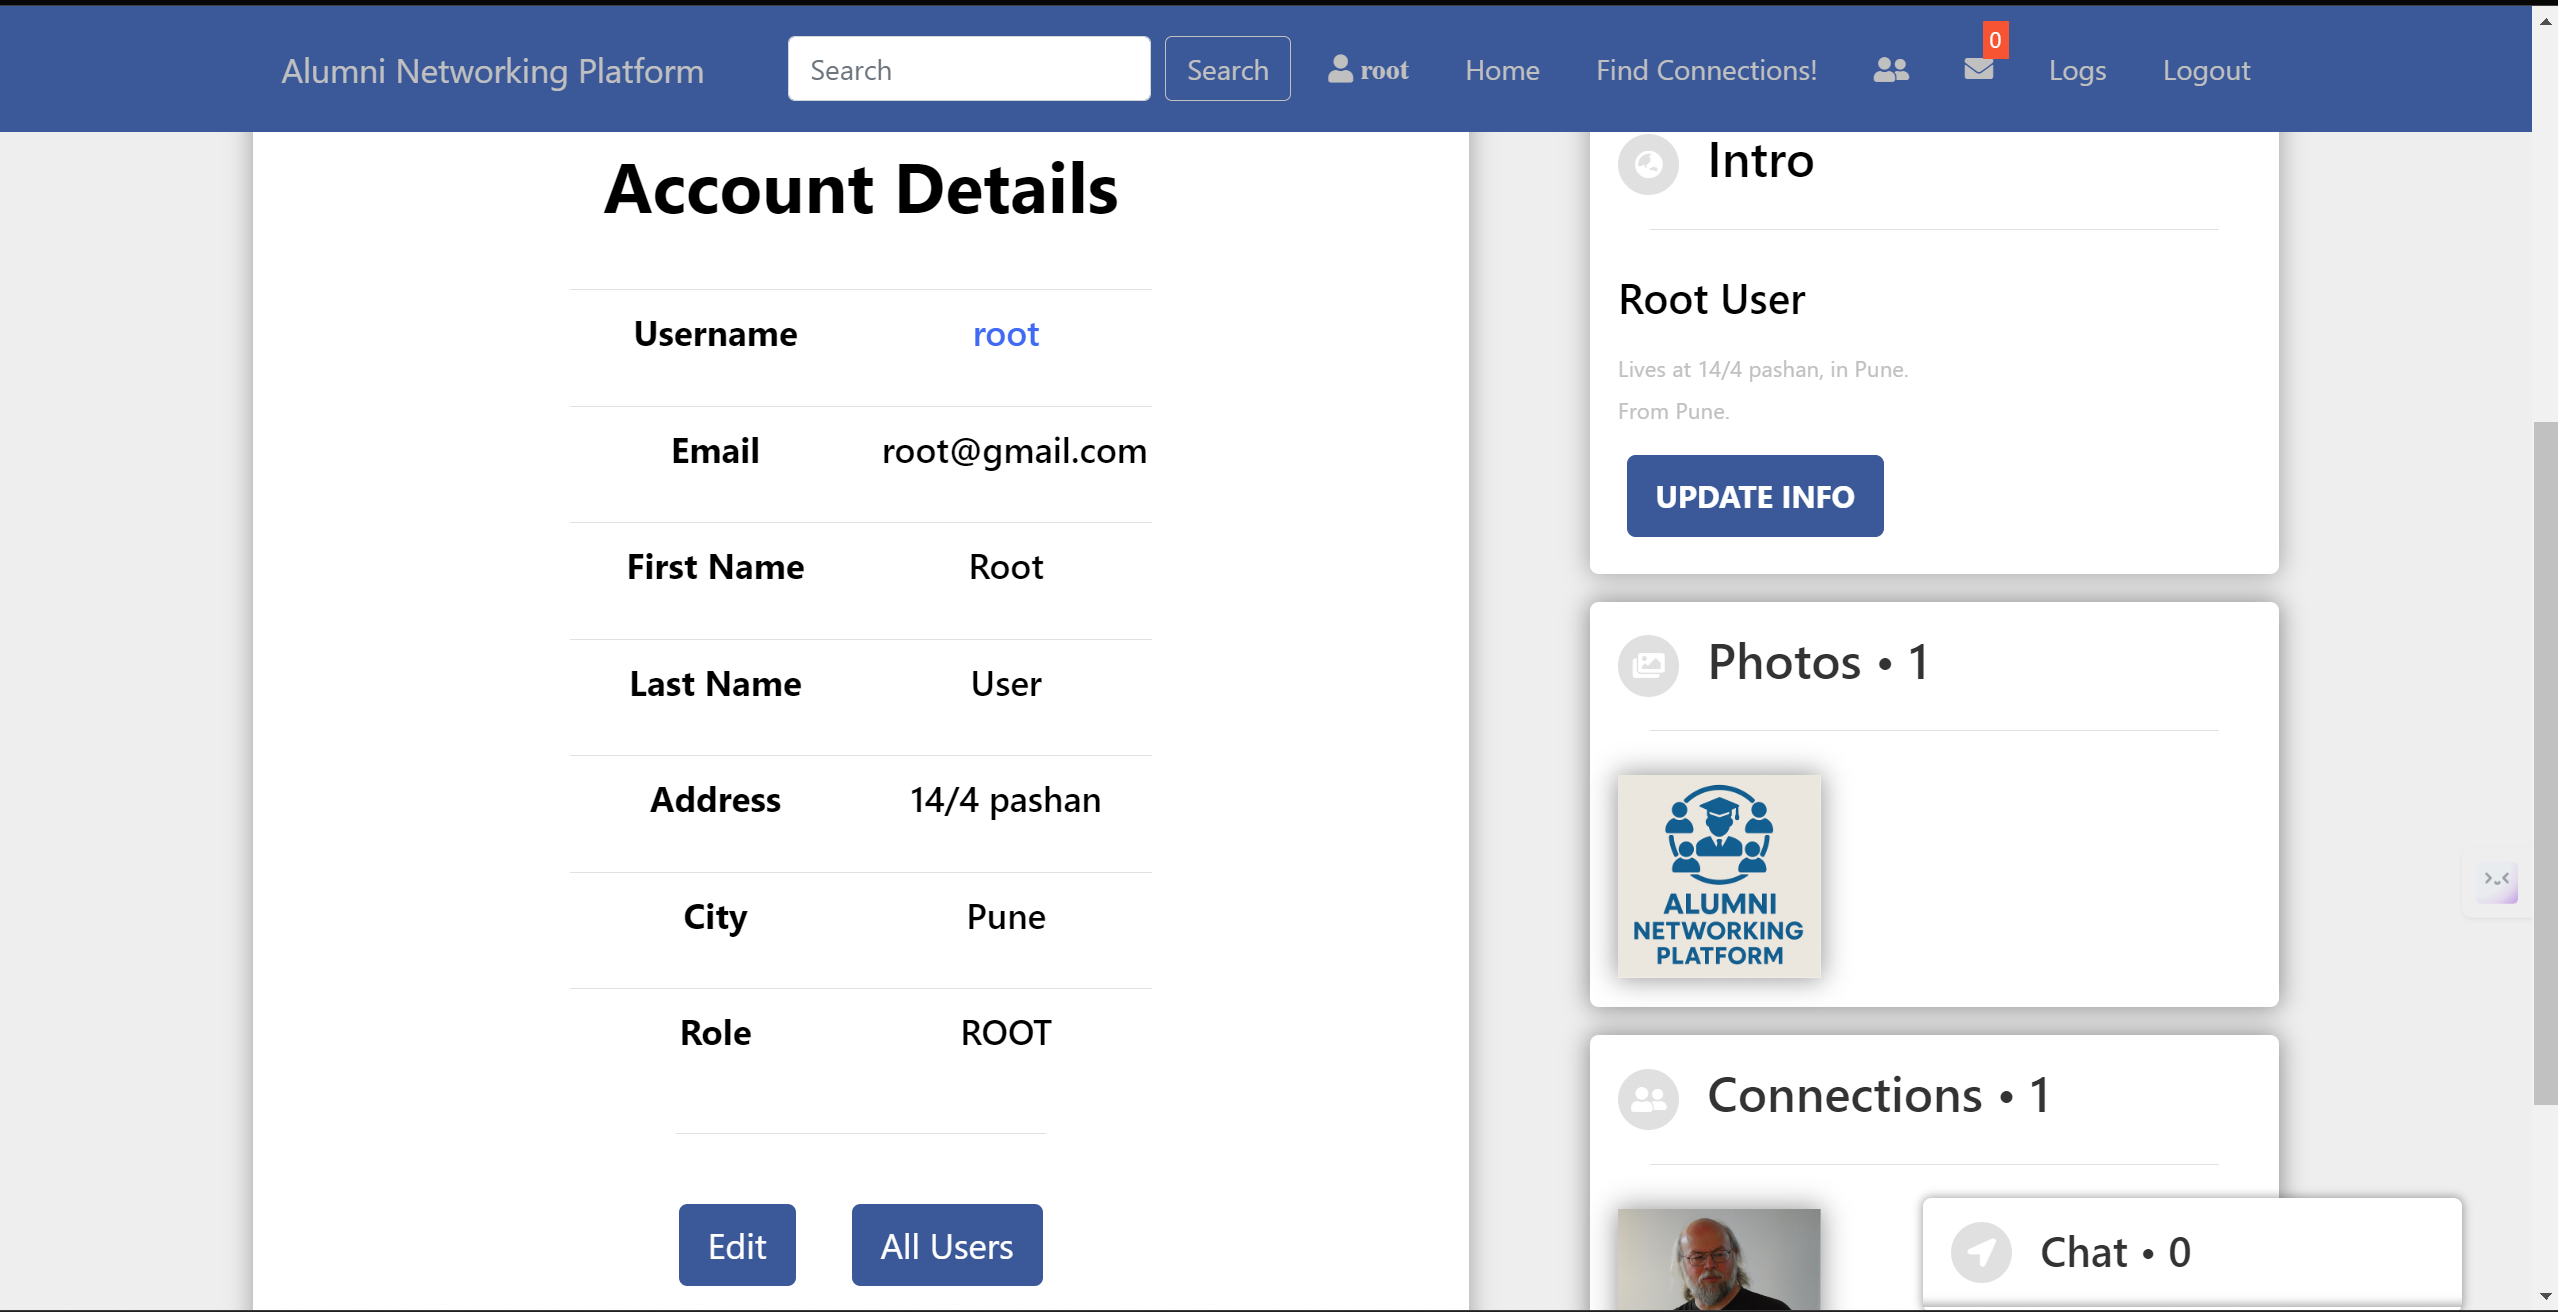 Alumni Networking Platform
Search
Search
root
Home
Find Connections!
0
Logs
Logout
Account Details
Username root
Email root@gmail.com
First Name Root
Last Name User
Address 14/4 pashan
City Pune
Role ROOT
Edit
All Users
Intro
Root User
Lives at 14/4 pashan, in Pune.
From Pune.
UPDATE INFO
Photos • 1
ALUMNI
NETWORKING
PLATFORM
Connections • 1
Chat • 0